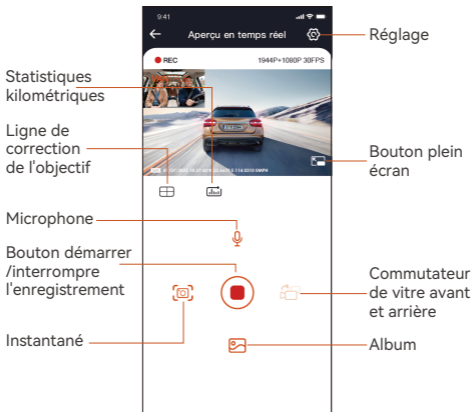 9:41
Aperçu en temps réel
Réglage
REC
1944P+1080P 30FPS
Statistiques
kilométriques
Ligne de
correction
de l'objectif
Bouton plein
écran
Microphone
Bouton démarrer
/interrompre
l'enregistrement
Commutateur
de vitre avant
et arrière
Instantané
Album